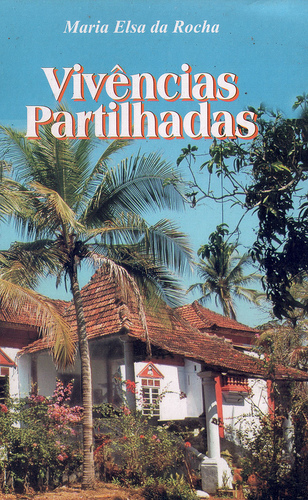 Maria Elsa da Rocha
Vivências
Partilhadas